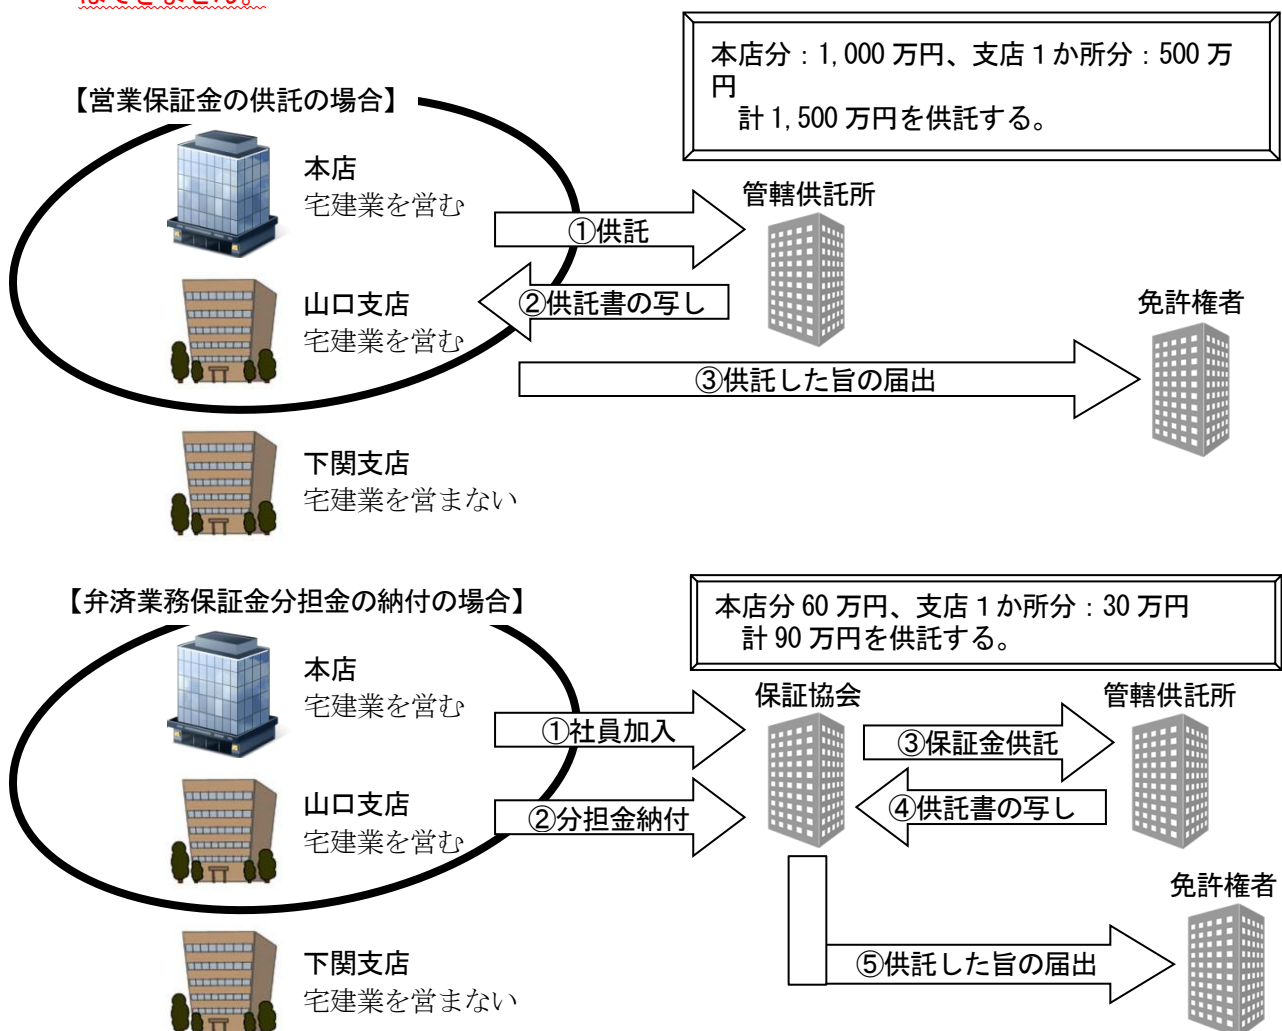 はできません。
本店分：1,000 万円、支店１か所分：500 万
円
計 1,500 万円を供託する。
【営業保証金の供託の場合】
本店
宅建業を営む
管轄供託所
①供託
山口支店
宅建業を営む
②供託書の写し
免許権者
③供託した旨の届出
下関支店
宅建業を営まない
【弁済業務保証金分担金の納付の場合】
本店分 60 万円、支店１か所分：30 万円
計 90 万円を供託する。
本店
宅建業を営む
保証協会
管轄供託所
①社員加入
③保証金供託
山口支店
宅建業を営む
②分担金納付
④供託書の写し
免許権者
⑤供託した旨の届出
下関支店
宅建業を営まない